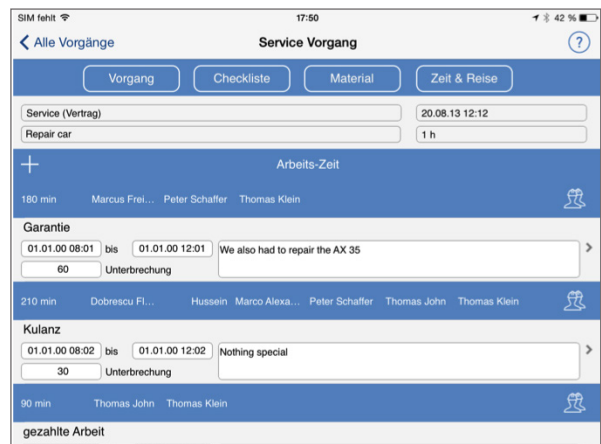 SIM fehlt 17:50 42 %
Alle Vorgänge Service Vorgang ?
Vorgang Checkliste Material Zeit & Reise
Service (Vertrag) 20.08.13 12:12
Repair car 1 h
Arbeits-Zeit
180 min Marcus Frei... Peter Schaffer Thomas Klein
Garantie
01.01.00 08:01 bis 01.01.00 12:01 We also had to repair the AX 35
60 Unterbrechung
210 min Dobrescu Fl... Hussein Marco Alexa... Peter Schaffer Thomas John Thomas Klein
Kulanz
01.01.00 08:02 bis 01.01.00 12:02 Nothing special
30 Unterbrechung
90 min Thomas John Thomas Klein
gezahlte Arbeit